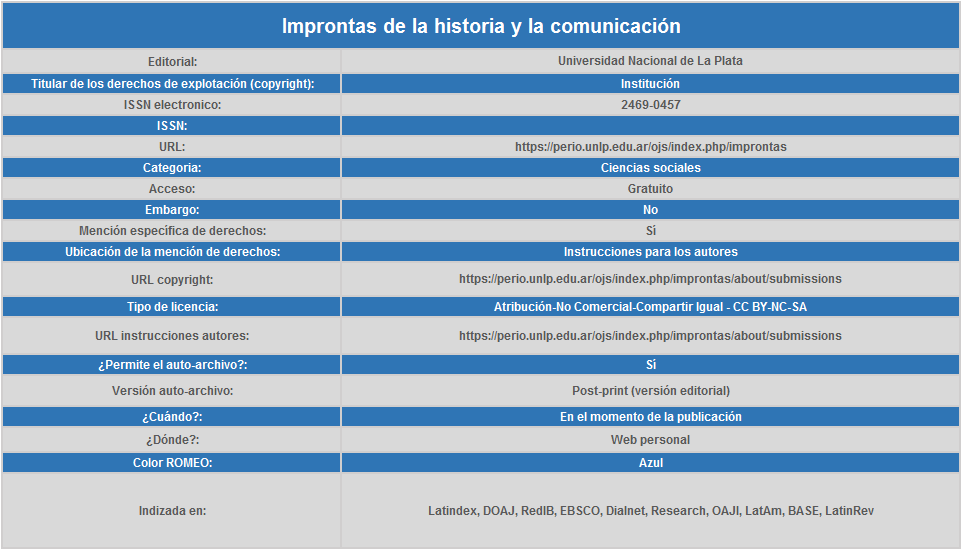 Improntas de la historia y la comunicación
Editorial: Universidad Nacional de La Plata
Titular de los derechos de explotación (copyright): Institución
ISSN electronico: 2469-0457
ISSN:
URL: https://perio.unlp.edu.ar/ojs/index.php/improntas
Categoria: Ciencias sociales
Acceso: Gratuito
Embargo: No
Mención específica de derechos: Sí
Ubicación de la mención de derechos: Instrucciones para los autores
URL copyright: https://perio.unlp.edu.ar/ojs/index.php/improntas/about/submissions
Tipo de licencia: Atribución-No Comercial-Compartir Igual - CC BY-NC-SA
URL instrucciones autores: https://perio.unlp.edu.ar/ojs/index.php/improntas/about/submissions
¿Permite el auto-archivo?: Sí
Versión auto-archivo: Post-print (versión editorial)
¿Cuándo?: En el momento de la publicación
¿Dónde?: Web personal
Color ROMEO: Azul
Indizada en: Latindex, DOAJ, RedIB, EBSCO, Dialnet, Research, OAJI, LatAm, BASE, LatinRev